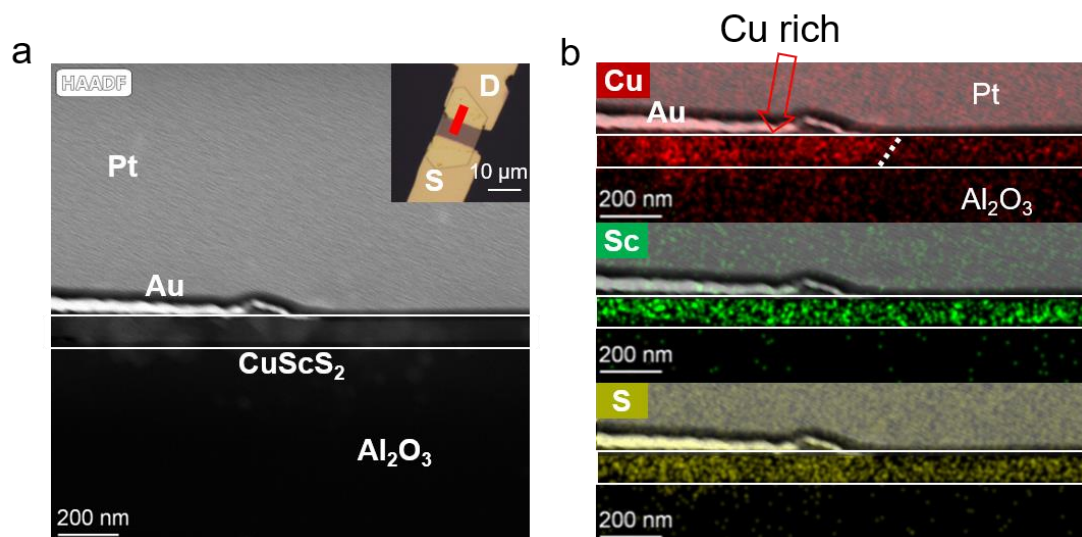 a
HAADF
D
S
10 μm
Pt
Au
CuScS₂
Al₂O₃
200 nm
b
Cu rich
Cu
Pt
Au
Al₂O₃
200 nm
Sc
200 nm
S
200 nm